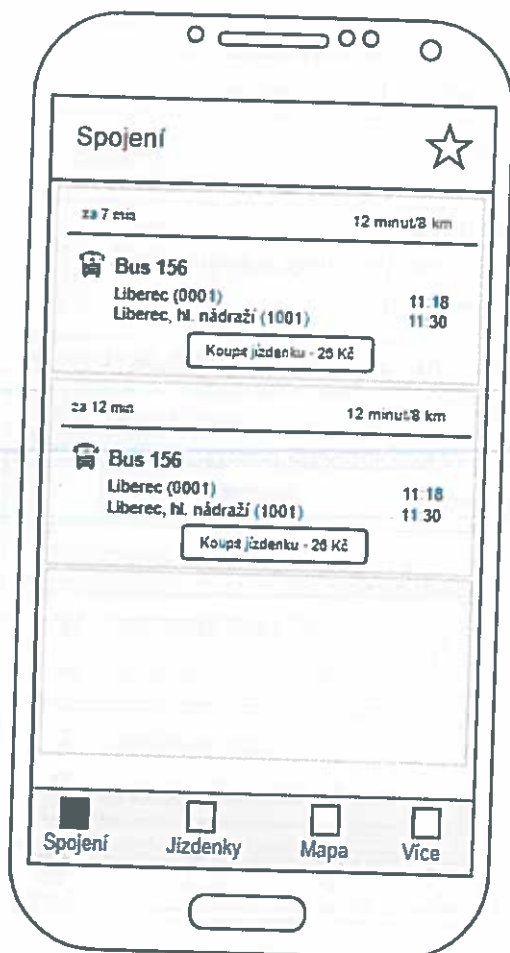 Spojení
za 7 min 12 minut/8 km
Bus 156
Liberec (0001) 11:18
Liberec, hl. nádraží (1001) 11:30
Koupit jízdenku - 26 Kč
za 12 min 12 minut/8 km
Bus 156
Liberec (0001) 11:18
Liberec, hl. nádraží (1001) 11:30
Koupit jízdenku - 26 Kč
Spojení Jízdenky Mapa Více